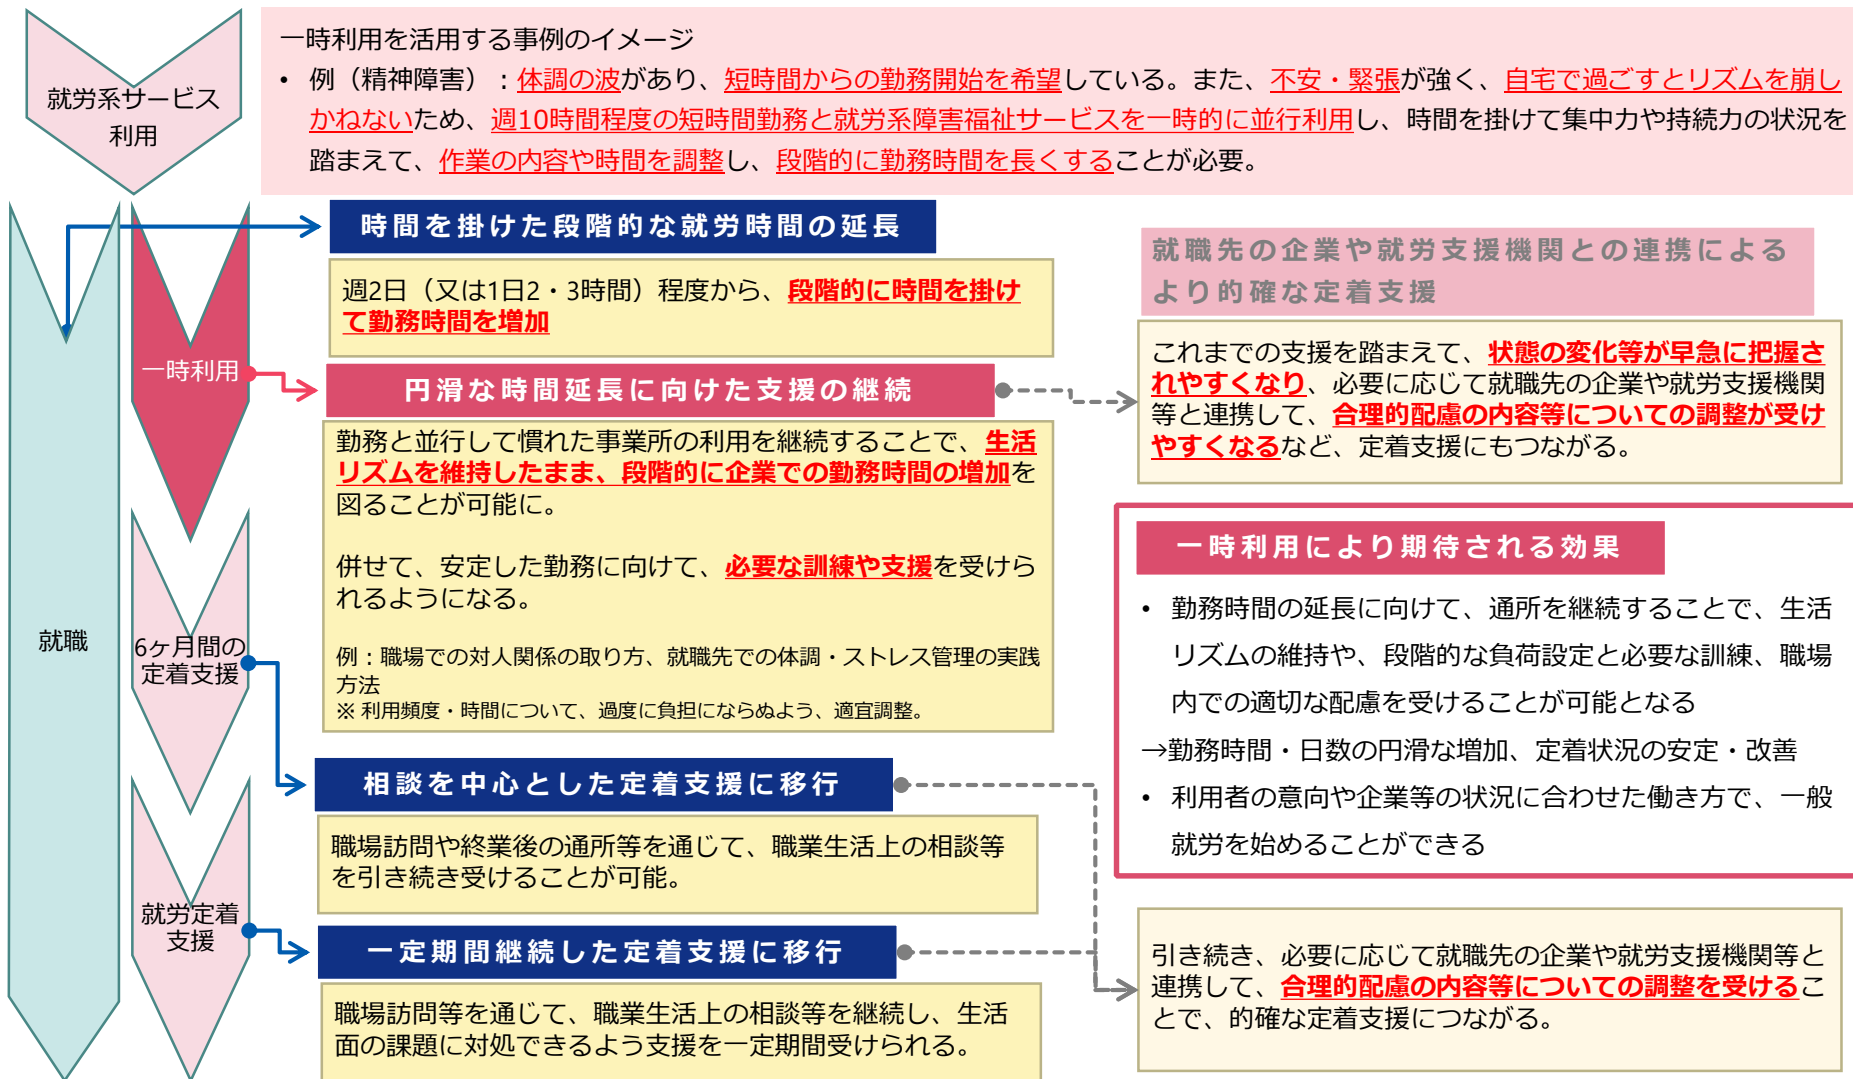 就労系サービス
利用
一時利用を活用する事例のイメージ
• 例（精神障害）：体調の波があり、短時間からの勤務開始を希望している。また、不安・緊張が強く、自宅で過ごすとリズムを崩し
かねないため、週10時間程度の短時間勤務と就労系障害福祉サービスを一時的に並行利用し、時間を掛けて集中力や持続力の状況を
踏まえて、作業の内容や時間を調整し、段階的に勤務時間を長くすることが必要。
就職
一時利用
6ヶ月間の
定着支援
就労定着
支援
時間を掛けた段階的な就労時間の延長
週2日（又は1日2・3時間）程度から、段階的に時間を掛け
て勤務時間を増加
円滑な時間延長に向けた支援の継続
勤務と並行して慣れた事業所の利用を継続することで、生活
リズムを維持したまま、段階的に企業での勤務時間の増加を
図ることが可能に。
併せて、安定した勤務に向けて、必要な訓練や支援を受けら
れるようになる。
例：職場での対人関係の取り方、就職先での体調・ストレス管理の実践
方法
※ 利用頻度・時間について、過度に負担にならぬよう、適宜調整。
相談を中心とした定着支援に移行
職場訪問や終業後の通所等を通じて、職業生活上の相談等
を引き続き受けることが可能。
一定期間継続した定着支援に移行
職場訪問等を通じて、職業生活上の相談等を継続し、生活
面の課題に対処できるよう支援を一定期間受けられる。
就職先の企業や就労支援機関との連携による
より的確な定着支援
これまでの支援を踏まえて、状態の変化等が早急に把握さ
れやすくなり、必要に応じて就職先の企業や就労支援機関
等と連携して、合理的配慮の内容等についての調整が受け
やすくなるなど、定着支援にもつながる。
一時利用により期待される効果
• 勤務時間の延長に向けて、通所を継続することで、生活
リズムの維持や、段階的な負荷設定と必要な訓練、職場
内での適切な配慮を受けることが可能となる
→勤務時間・日数の円滑な増加、定着状況の安定・改善
• 利用者の意向や企業等の状況に合わせた働き方で、一般
就労を始めることができる
引き続き、必要に応じて就職先の企業や就労支援機関等と
連携して、合理的配慮の内容等についての調整を受けるこ
とで、的確な定着支援につながる。